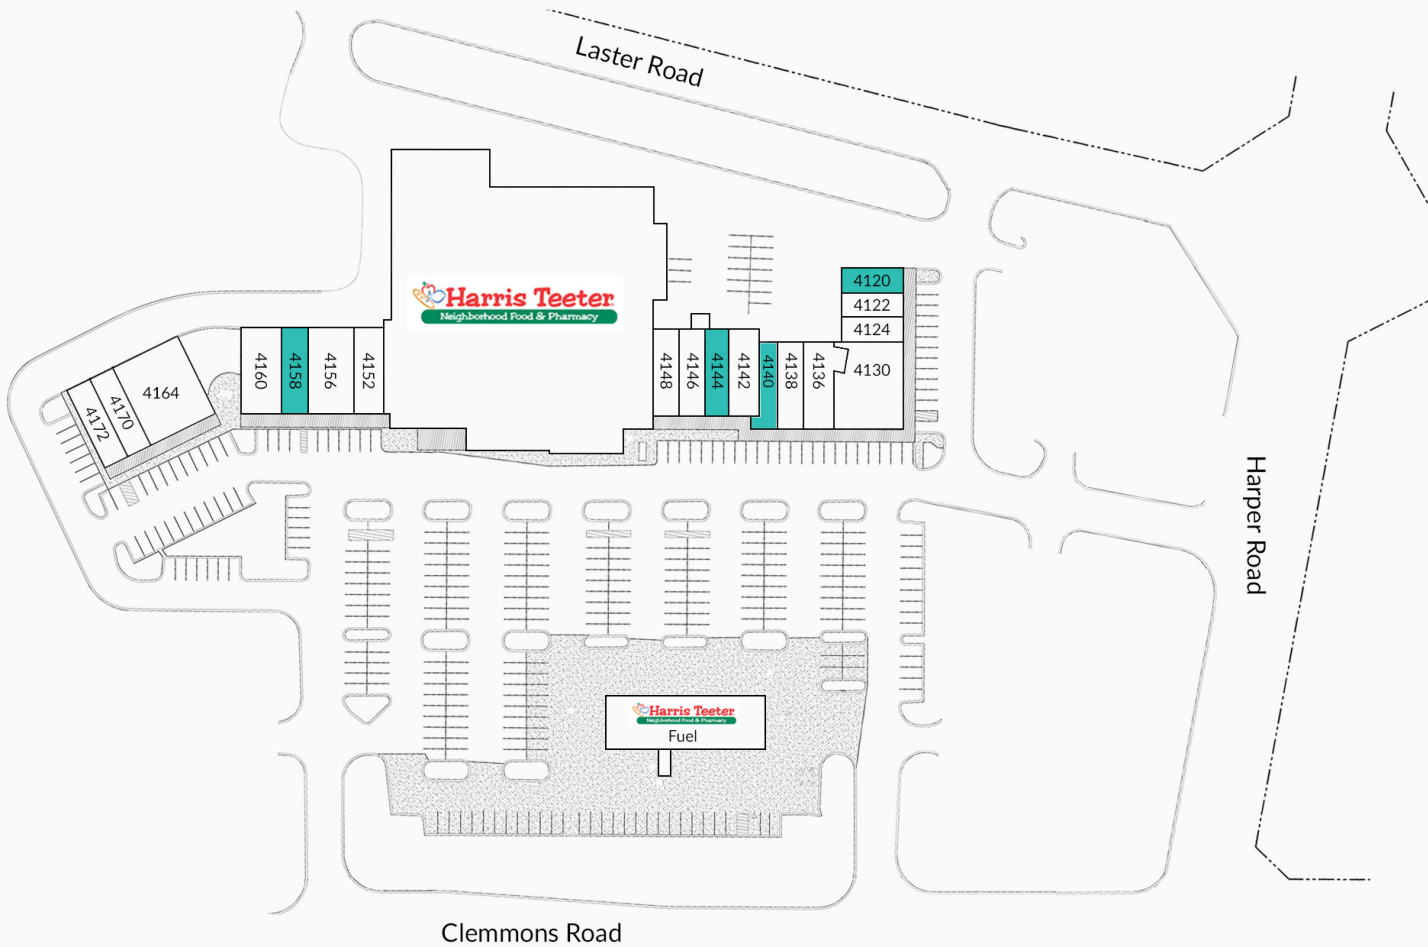 Laster Road
Harris Teeter
Neighborhood Food & Pharmacy
4120
4122
4124
4130
4160
4158
4156
4152
4148
4146
4144
4142
4140
4138
4136
4164
4170
4172
Harper Road
Harris Teeter
Neighborhood Food & Pharmacy
Fuel
Clemmons Road